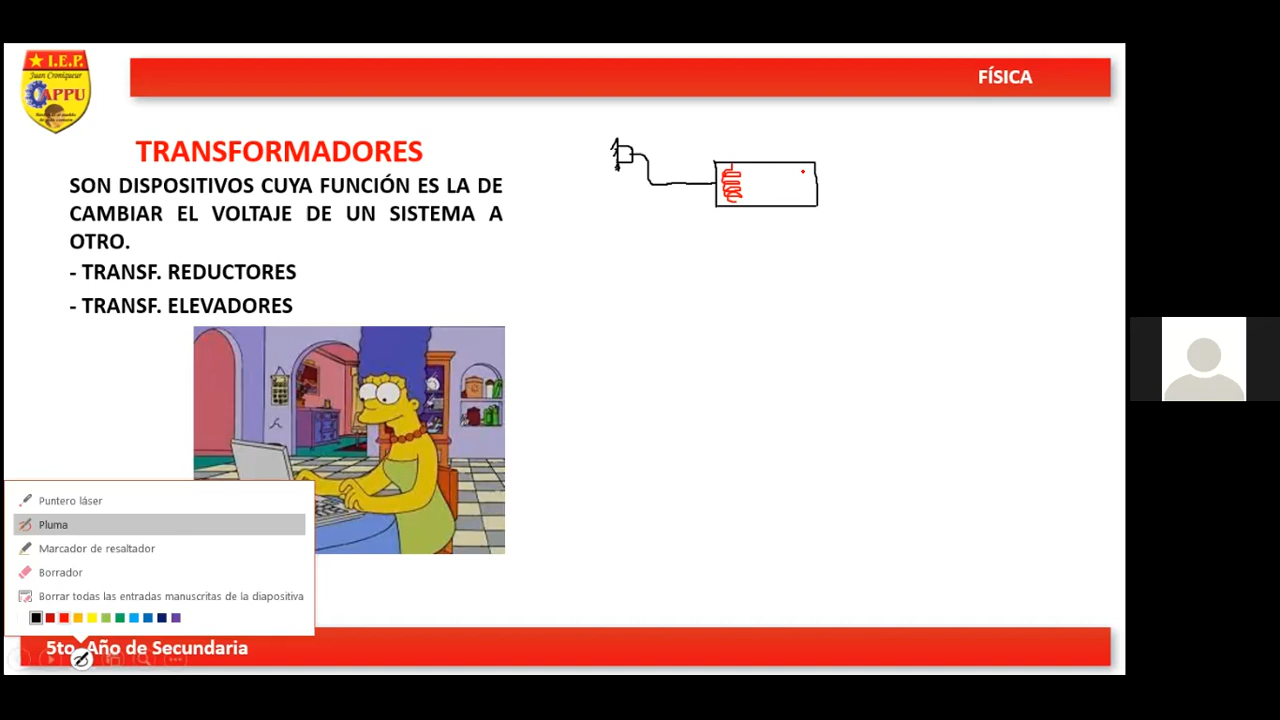 I.E.P.
Juan Croniqueur
CAPPU
FÍSICA
TRANSFORMADORES
SON DISPOSITIVOS CUYA FUNCIÓN ES LA DE
CAMBIAR EL VOLTAJE DE UN SISTEMA A
OTRO.
- TRANSF. REDUCTORES
- TRANSF. ELEVADORES
Puntero láser
Pluma
Marcador de resaltador
Borrador
Borrar todas las entradas manuscritas de la diapositiva
5to. Año de Secundaria